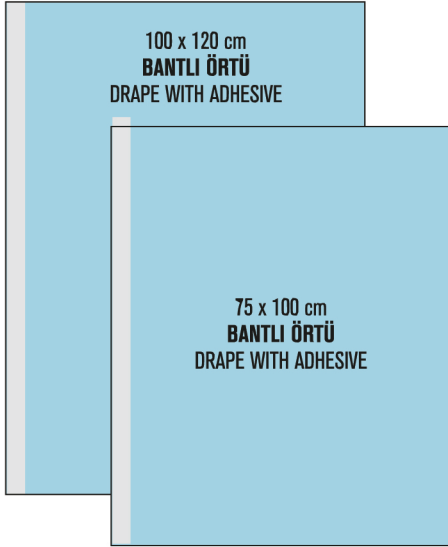 100 x 120 cm
BANTLI ÖRTÜ
DRAPE WITH ADHESIVE
75 x 100 cm
BANTLI ÖRTÜ
DRAPE WITH ADHESIVE